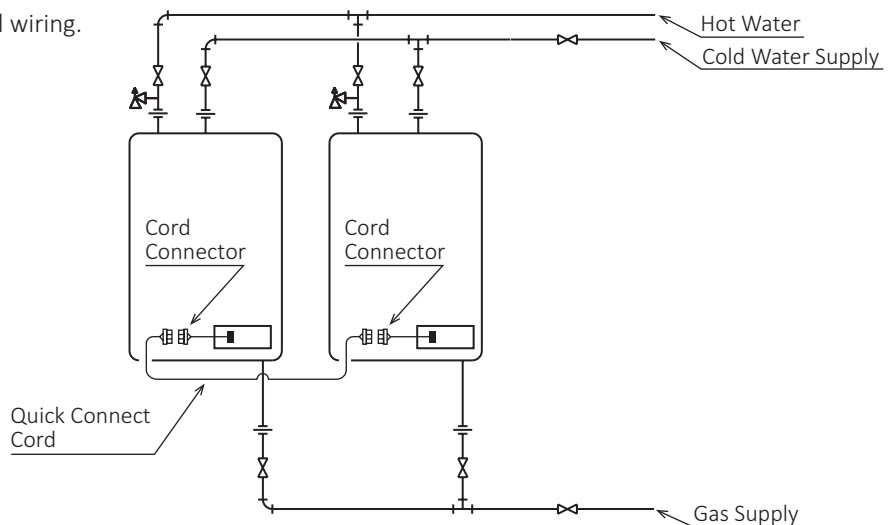 l wiring.
Hot Water
Cold Water Supply
Cord
Connector
Cord
Connector
Quick Connect
Cord
Gas Supply